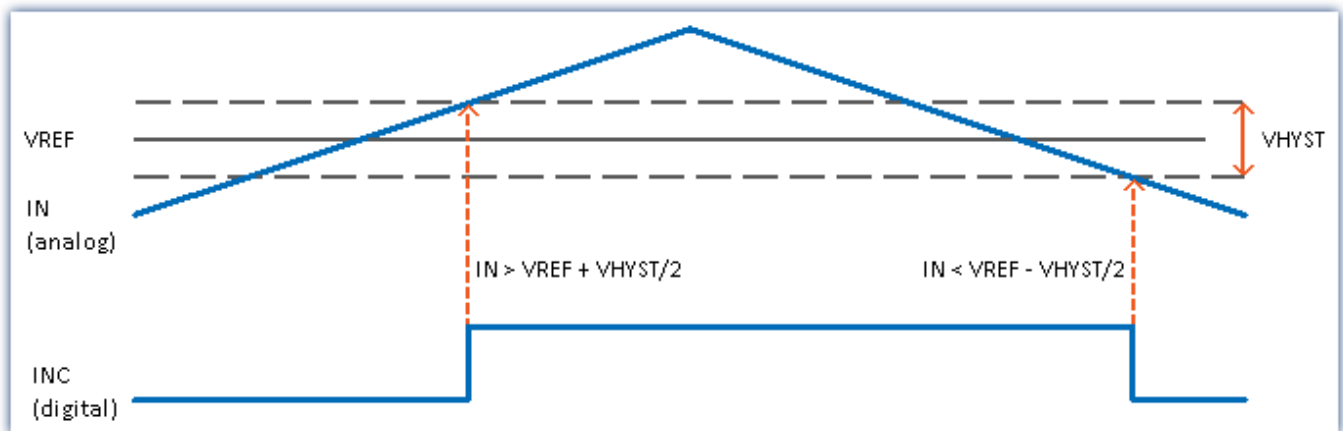 VREF
VHYST
IN
(analog)
IN > VREF + VHYST/2
IN < VREF - VHYST/2
INC
(digital)